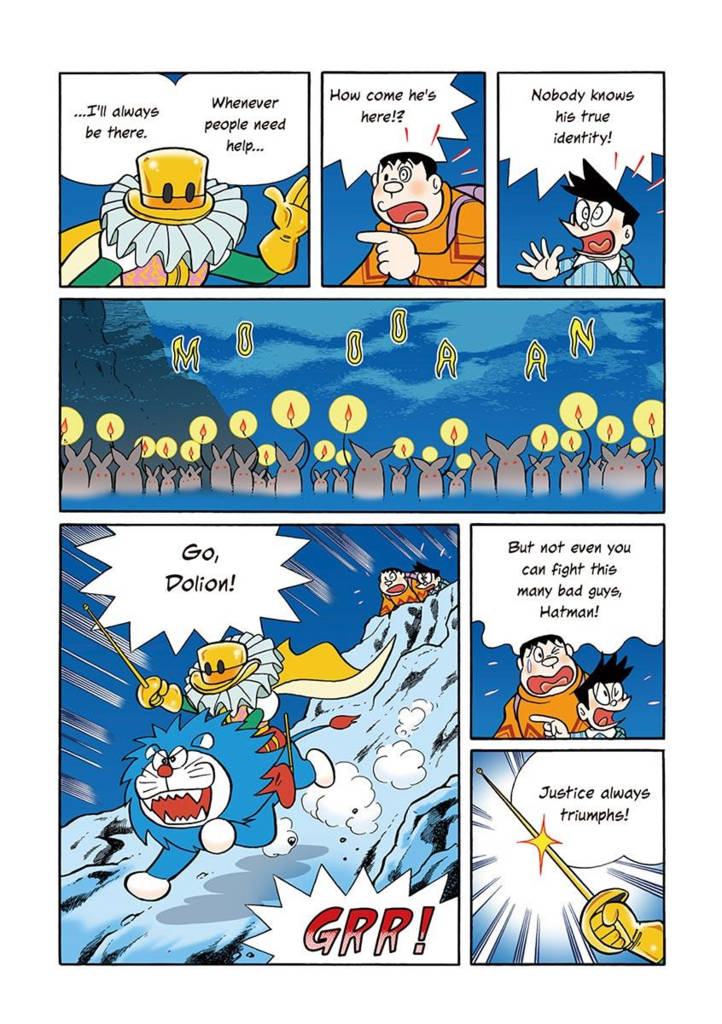 Nobody knows
his true
identity!
How come he's
here!?
Whenever
people need
help...
...I'll always
be there.
MOOOAAN
But not even you
can fight this
many bad guys,
Hatman!
Justice always
triumphs!
Go,
Dolion!
GRR!